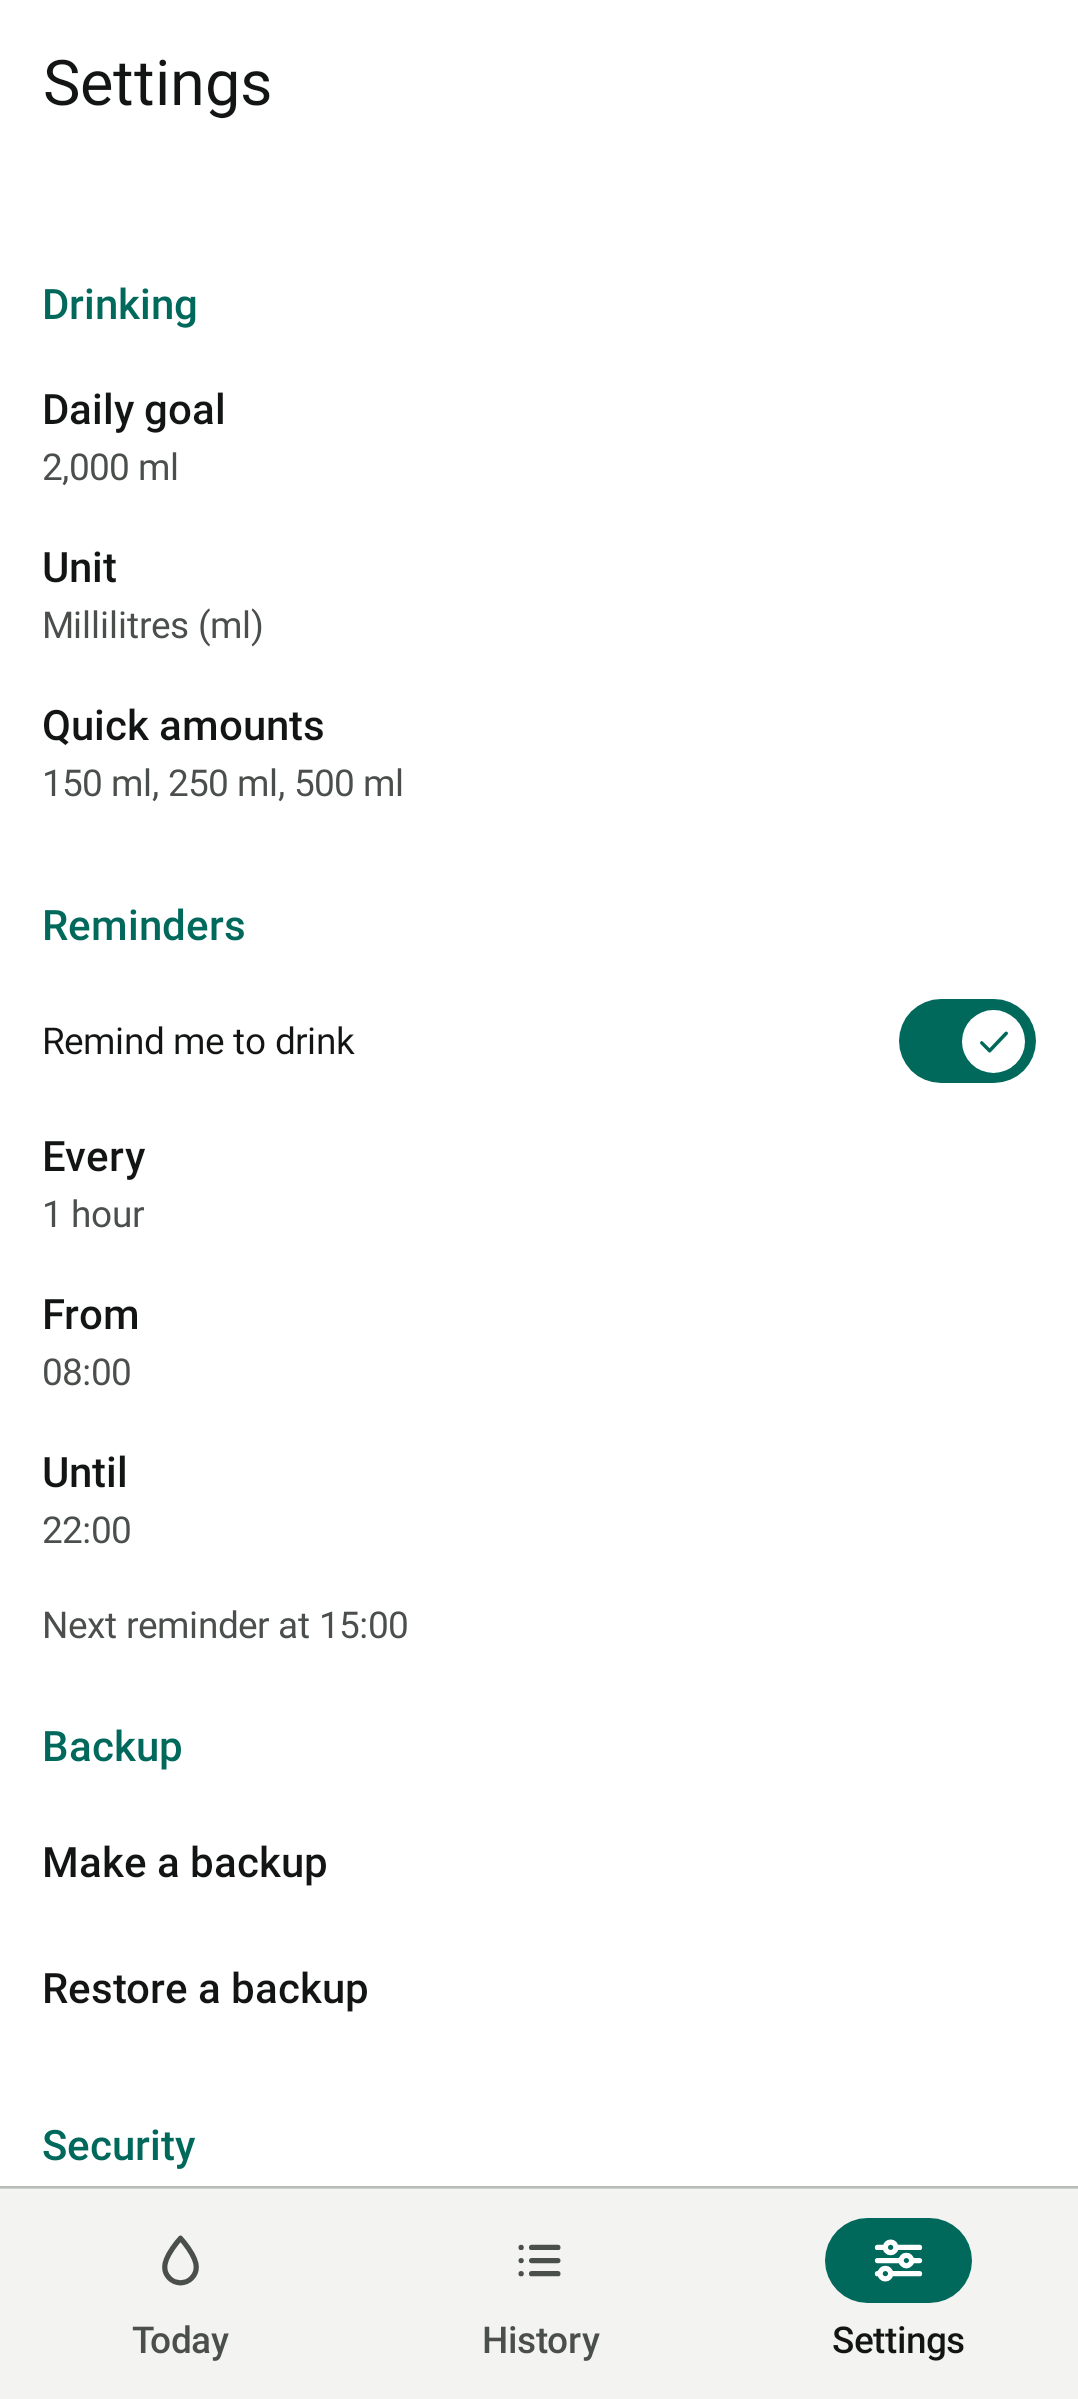 Settings
Drinking
Daily goal
2,000 ml
Unit
Millilitres (ml)
Quick amounts
150 ml, 250 ml, 500 ml
Reminders
Remind me to drink
Every
1 hour
From
08:00
Until
22:00
Next reminder at 15:00
Backup
Make a backup
Restore a backup
Security
Today
History
Settings